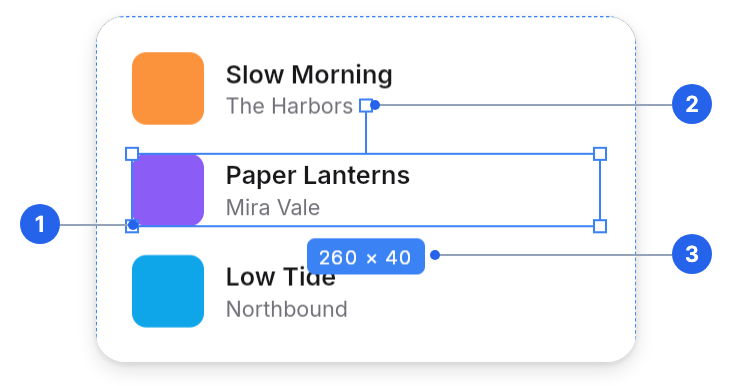 Slow Morning
The Harbors
2
Paper Lanterns
Mira Vale
1
260 × 40
3
Low Tide
Northbound